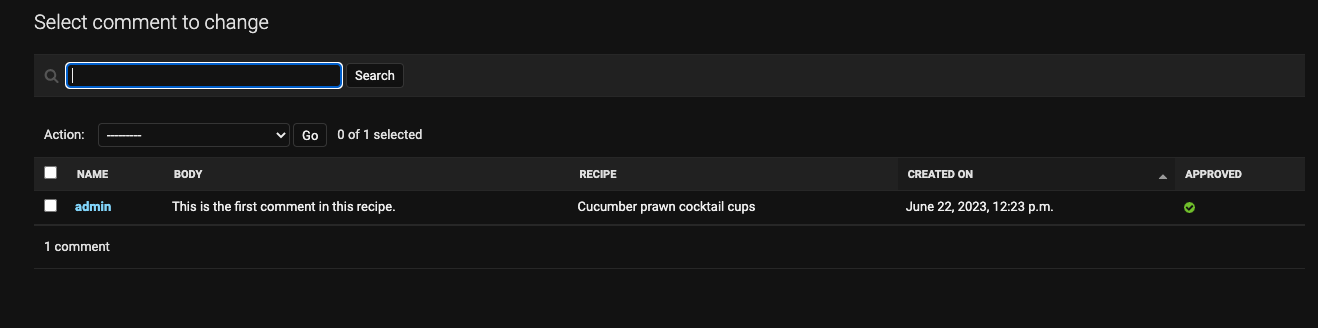 Select comment to change
Search
Action: --------- Go 0 of 1 selected
NAME BODY RECIPE CREATED ON APPROVED
admin This is the first comment in this recipe. Cucumber prawn cocktail cups June 22, 2023, 12:23 p.m.
1 comment